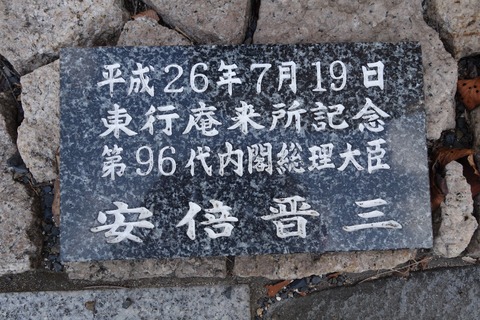 平成26年7月19日
東行庵来所記念
第96代内閣総理大臣
安倍晋三